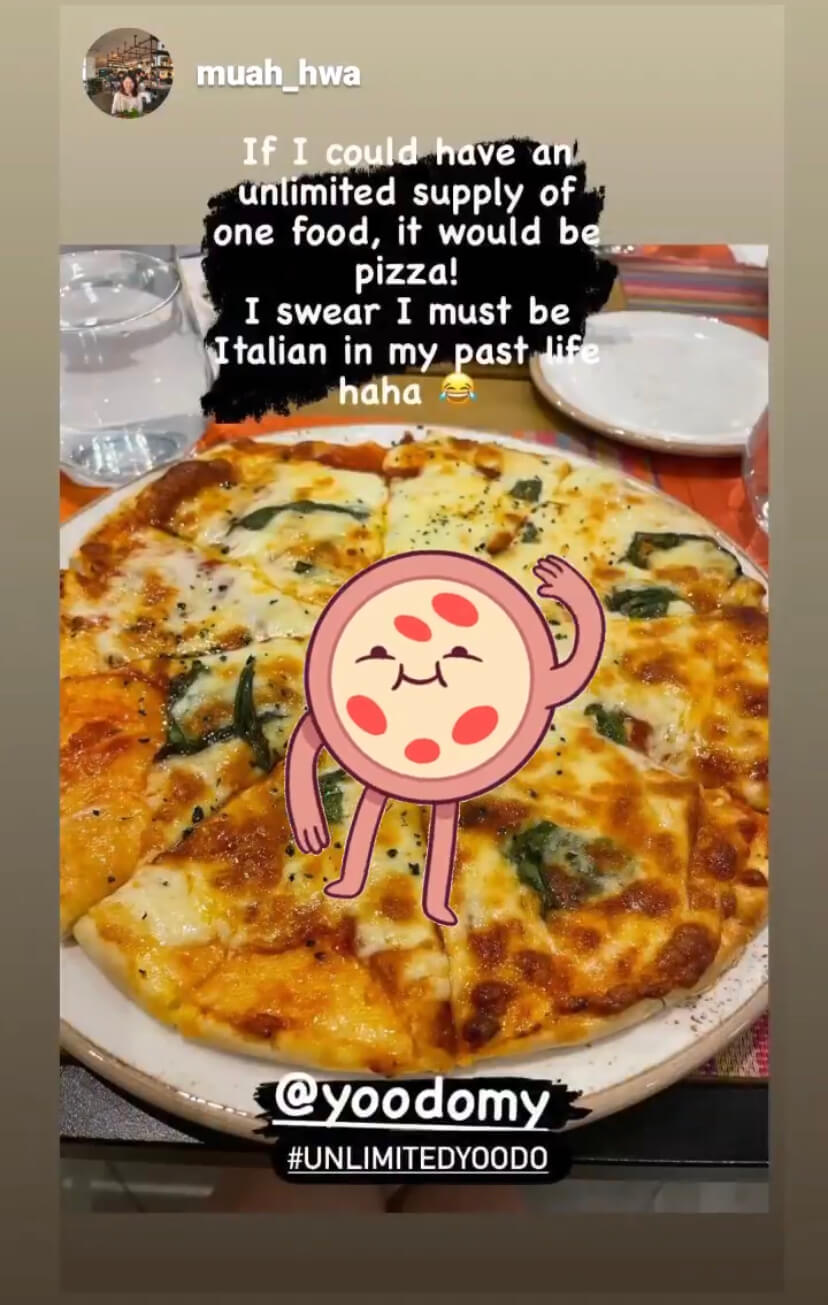 muah_hwa
If I could have an
unlimited supply of
one food, it would be
pizza!
I swear I must be
Italian in my past life
haha 😂
@yoodomy
#UNLIMITEDYOODO